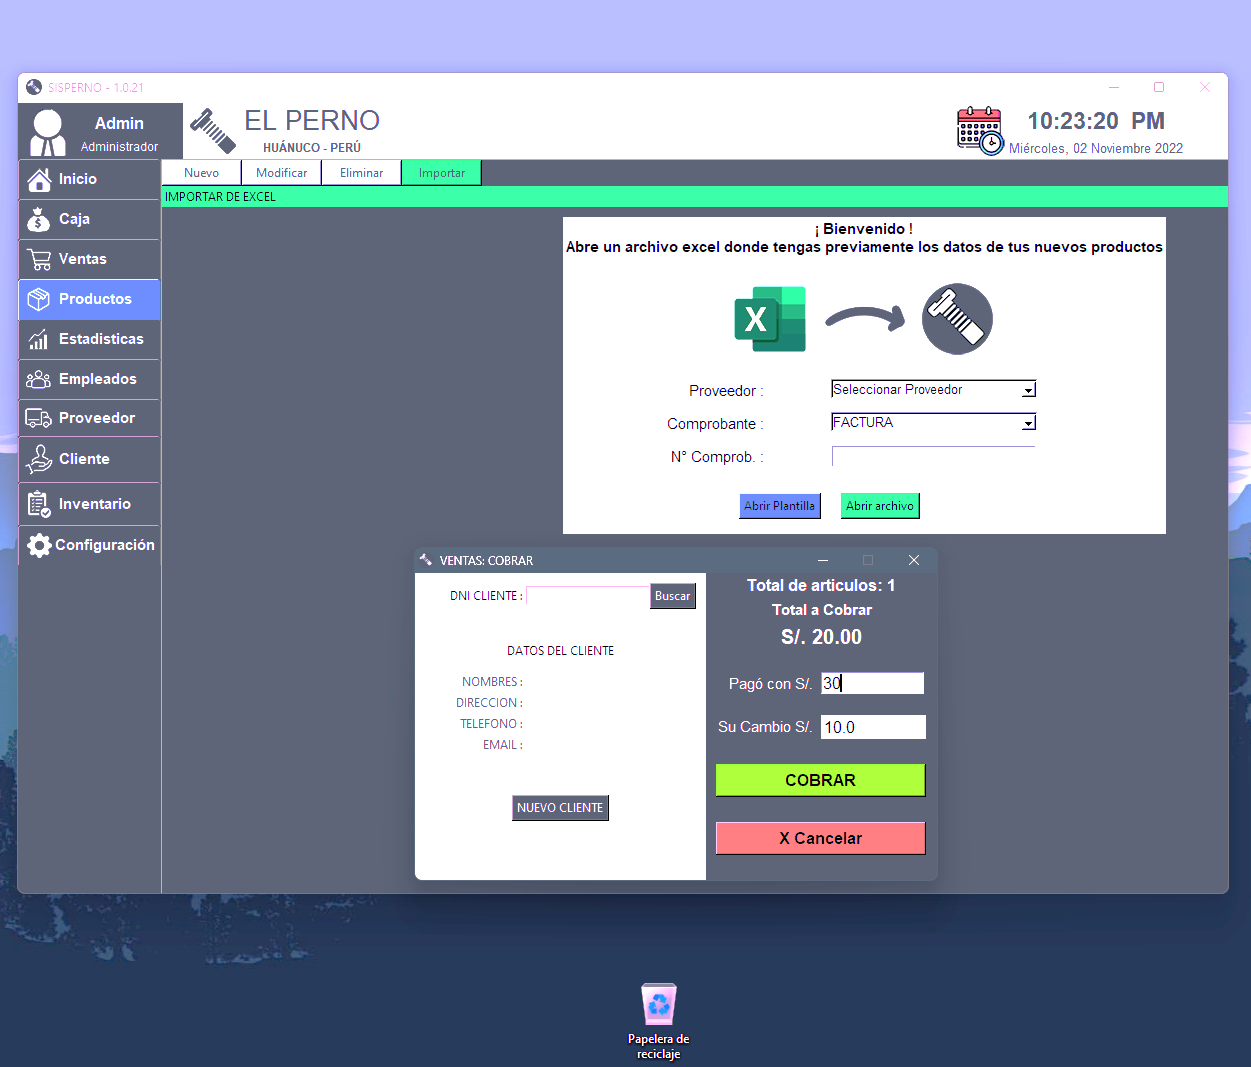 SISPERNO - 1.0.21
Admin
Administrador
EL PERNO
HUÁNUCO - PERÚ
10:23:20 PM
Miércoles, 02 Noviembre 2022
Inicio
Caja
Ventas
Productos
Estadisticas
Empleados
Proveedor
Cliente
Inventario
Configuración
Nuevo
Modificar
Eliminar
Importar
IMPORTAR DE EXCEL
¡ Bienvenido !
Abre un archivo excel donde tengas previamente los datos de tus nuevos productos
X
Proveedor :
Seleccionar Proveedor
Comprobante :
FACTURA
N° Comprob. :
Abrir Plantilla
Abrir archivo
VENTAS: COBRAR
DNI CLIENTE :
Buscar
DATOS DEL CLIENTE
NOMBRES :
DIRECCION :
TELEFONO :
EMAIL :
NUEVO CLIENTE
Total de articulos: 1
Total a Cobrar
S/. 20.00
Pagó con S/.
30
Su Cambio S/.
10.0
COBRAR
X Cancelar
Papelera de
reciclaje